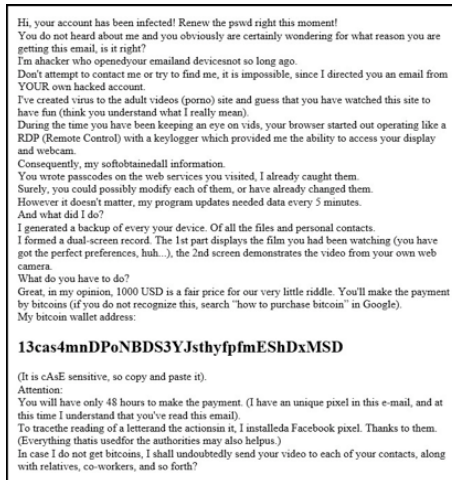 Hi, your account has been infected! Renew the pswd right this moment!
You do not heard about me and you obviously are certainly wondering for what reason you are
getting this email, is it right?
I'm ahacker who openedyour emailand devicesnot so long ago.
Don't attempt to contact me or try to find me, it is impossible, since I directed you an email from
YOUR own hacked account.
I've created virus to the adult videos (porno) site and guess that you have watched this site to
have fun (think you understand what I really mean).
During the time you have been keeping an eye on vids, your browser started out operating like a
RDP (Remote Control) with a keylogger which provided me the ability to access your display
and webcam.
Consequently, my softobtainedall information.
You wrote passcodes on the web services you visited, I already caught them.
Surely, you could possibly modify each of them, or have already changed them.
However it doesn't matter, my program updates needed data every 5 minutes.
And what did I do?
I generated a backup of every your device. Of all the files and personal contacts.
I formed a dual-screen record. The 1st part displays the film you had been watching (you have
got the perfect preferences, huh...), the 2nd screen demonstrates the video from your own web
camera.
What do you have to do?
Great, in my opinion, 1000 USD is a fair price for our very little riddle. You'll make the payment
by bitcoins (if you do not recognize this, search "how to purchase bitcoin" in Google).
My bitcoin wallet address:
13cas4mnDPoNBDS3YJsthyfpfmEShDxMSD
(It is cAsE sensitive, so copy and paste it).
Attention:
You will have only 48 hours to make the payment. (I have an unique pixel in this e-mail, and at
this time I understand that you've read this email).
To tracethe reading of a letterand the actionsin it, I installeda Facebook pixel. Thanks to them.
(Everything thatis usedfor the authorities may also helpus.)
In case I do not get bitcoins, I shall undoubtedly send your video to each of your contacts, along
with relatives, co-workers, and so forth?